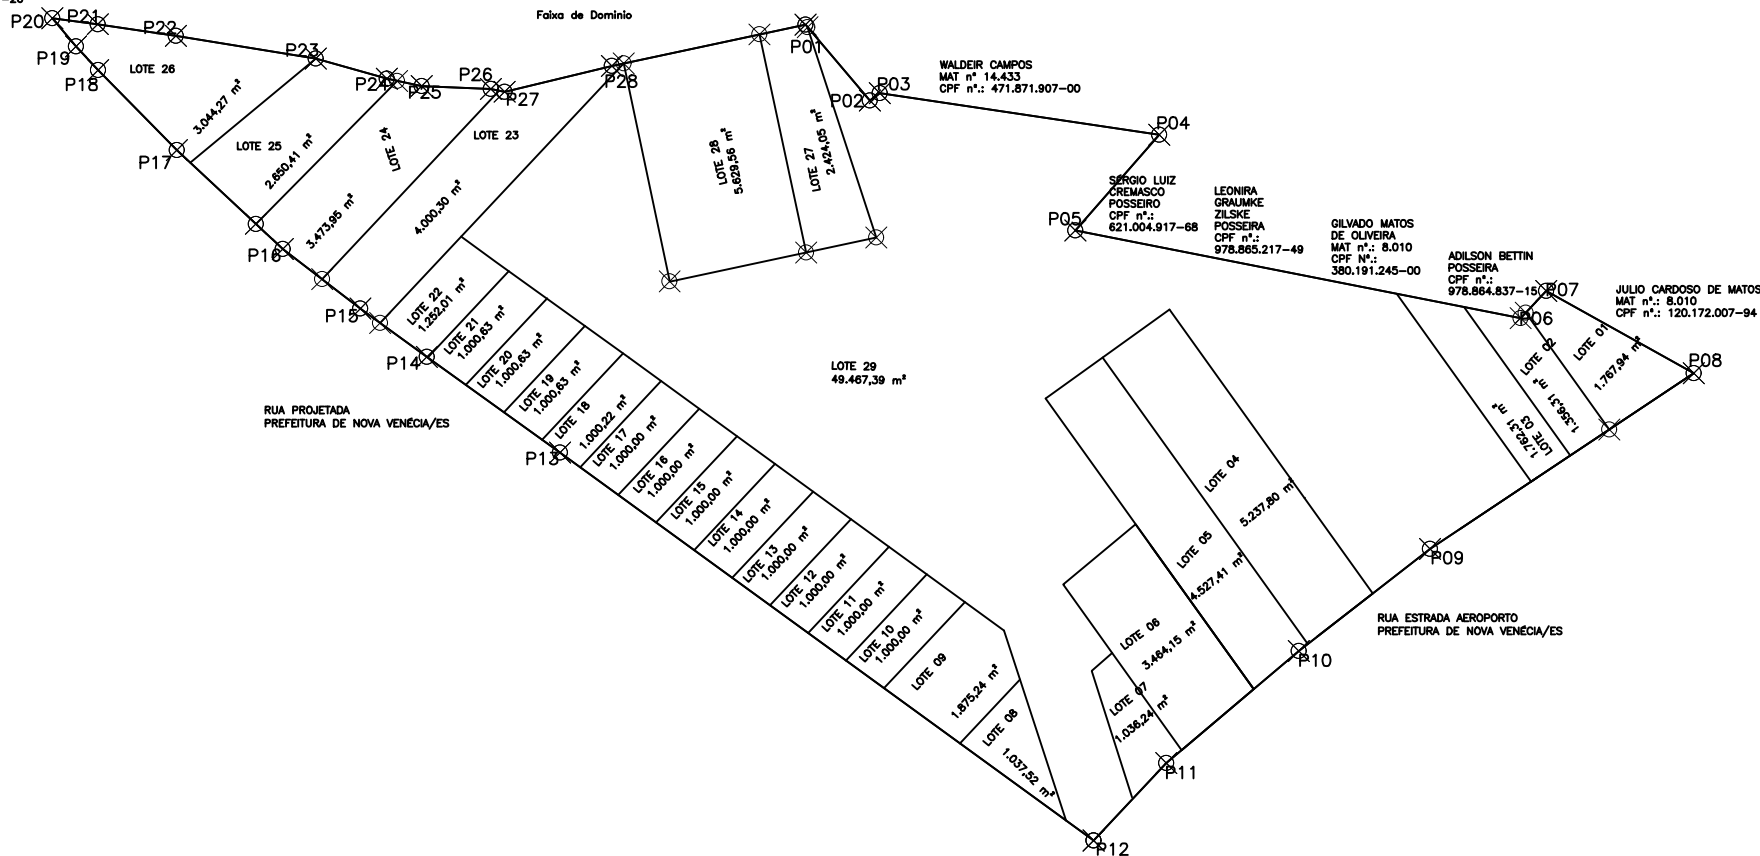 Faixa de Domínio
P20
P21
P22
P23
P24
P25
P26
P27
P28
P01
P02
P03
P04
P05
P06
P07
P08
P09
P10
P11
P12
P13
P14
P15
P16
P17
P18
P19
WALDEIR CAMPOS
MAT n°. 14.433
CPF n°.: 471.871.907-00
SÉRGIO LUIZ
CREMASCO
POSSEIRO
CPF n°.:
621.004.917-68
LEONIRA
GRAUMKE
ZILSKE
POSSEIRA
CPF n°.:
978.865.217-49
GILVADO MATOS
DE OLIVEIRA
MAT n°.: 8.010
CPF N°.:
380.191.245-00
ADILSON BETTIN
POSSEIRA
CPF n°.:
978.864.837-15
JULIO CARDOSO DE MATOS
MAT n°.: 8.010
CPF n°.: 120.172.007-94
LOTE 26
3.044,27 m²
LOTE 25
2.650,41 m²
LOTE 24
3.473,95 m²
LOTE 23
4.000,30 m²
LOTE 28
5.629,56 m²
LOTE 27
2.424,05 m²
LOTE 22
1.252,01 m²
LOTE 21
1.000,63 m²
LOTE 20
1.000,63 m²
LOTE 19
1.000,63 m²
LOTE 18
1.000,22 m²
LOTE 17
1.000,00 m²
LOTE 16
1.000,00 m²
LOTE 15
1.000,00 m²
LOTE 14
1.000,00 m²
LOTE 13
1.000,00 m²
LOTE 12
1.000,00 m²
LOTE 11
1.000,00 m²
LOTE 10
1.000,00 m²
LOTE 09
1.875,24 m²
LOTE 08
1.037,52 m²
LOTE 29
49.467,39 m²
LOTE 01
1.767,94 m²
LOTE 02
1.356,31 m²
LOTE 03
1.762,31 m²
LOTE 04
5.237,80 m²
LOTE 05
4.527,41 m²
LOTE 06
3.464,15 m²
LOTE 07
1.036,24 m²
RUA PROJETADA
PREFEITURA DE NOVA VENÉCIA/ES
RUA ESTRADA AEROPORTO
PREFEITURA DE NOVA VENÉCIA/ES